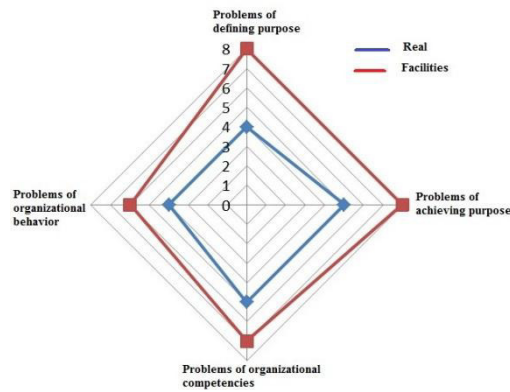 Problems of
defining purpose
8
7
6
5
4
3
2
1
0
Real
Facilities
Problems of
organizational
behavior
Problems of
achieving purpose
Problems of organizational
competencies